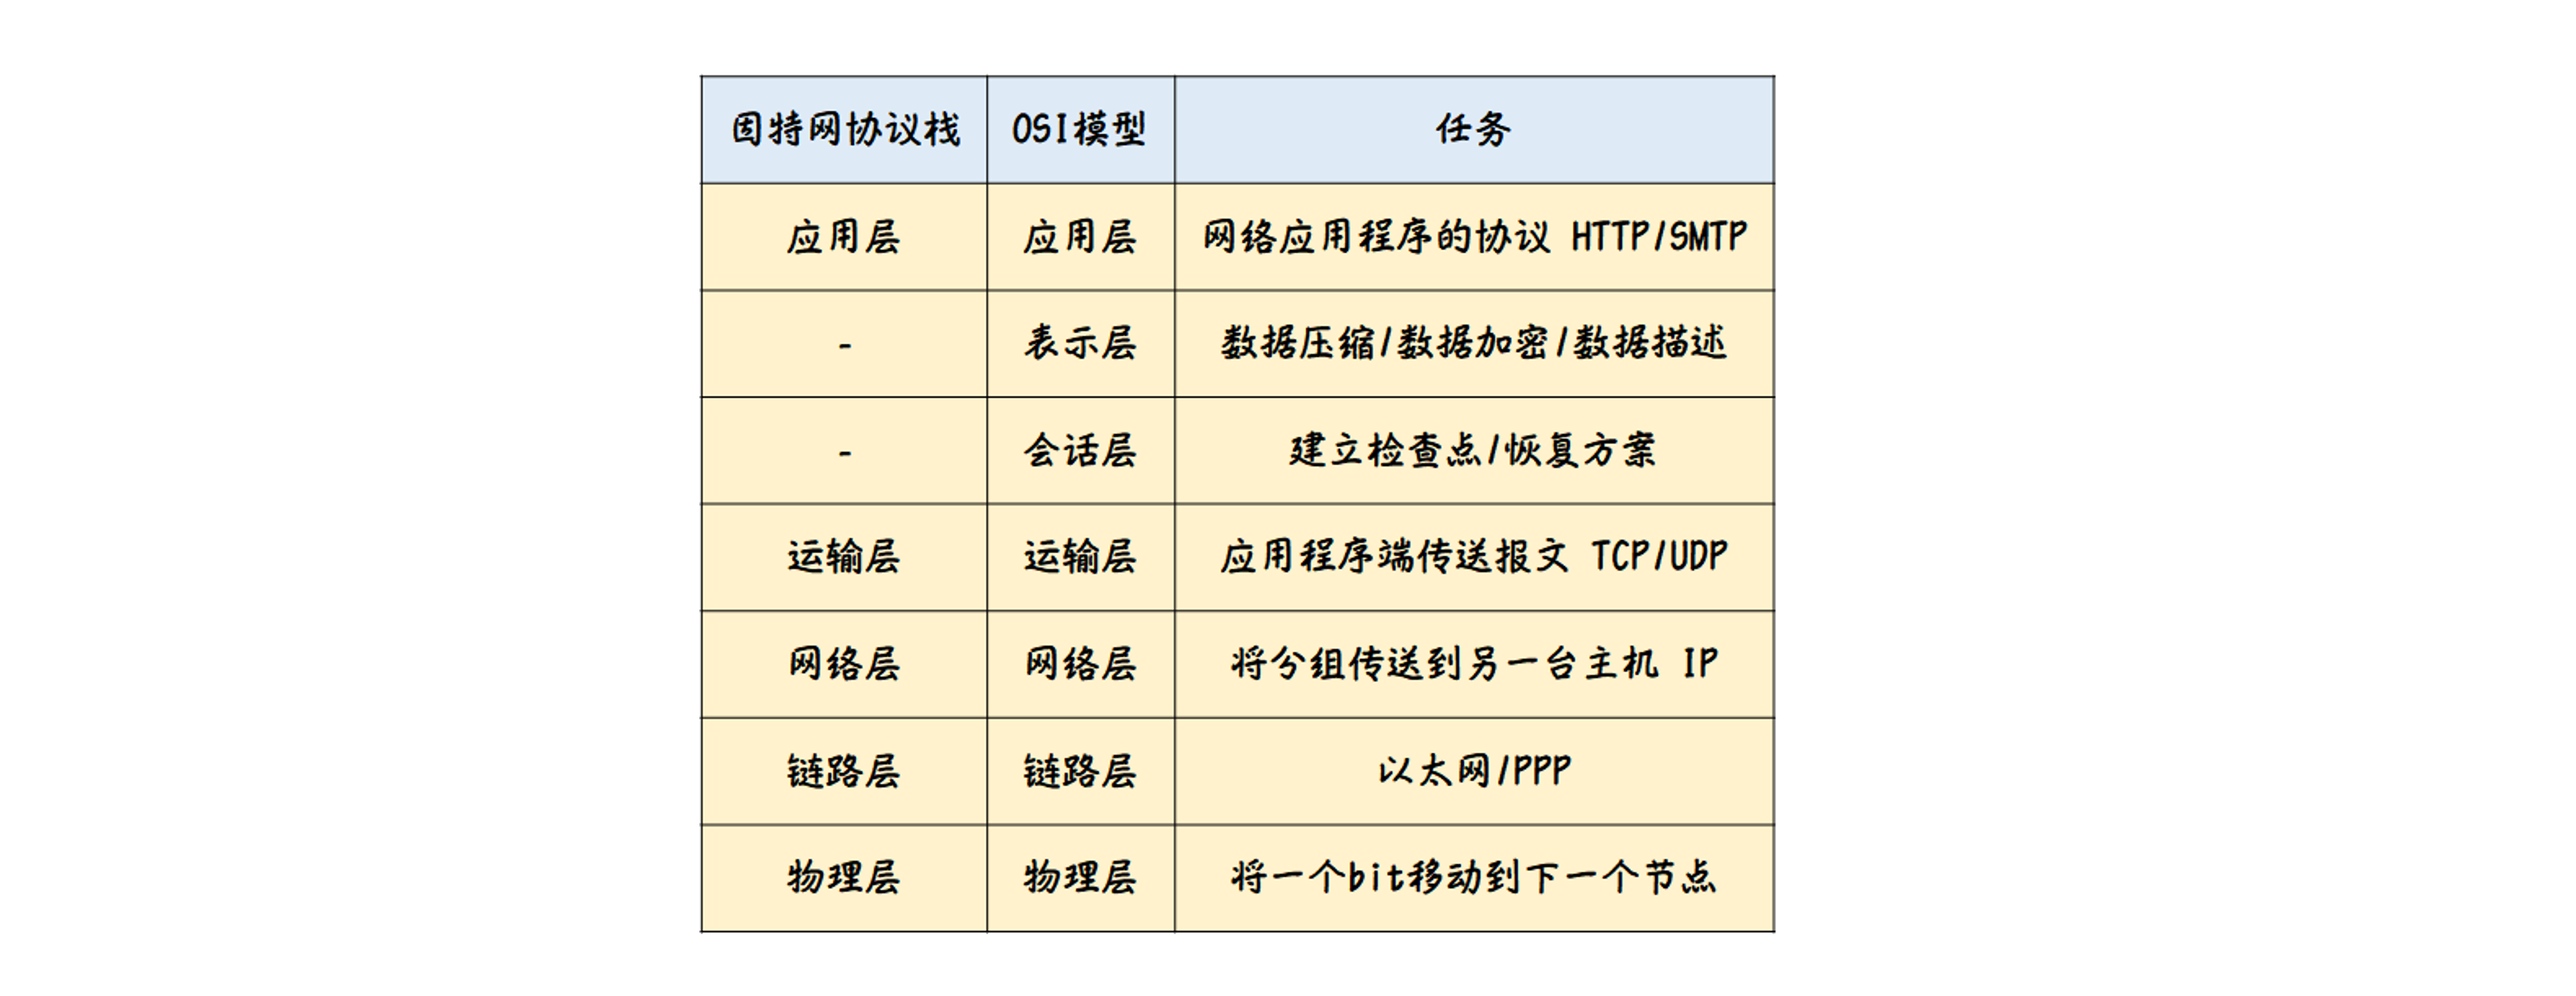 因特网协议栈 OSI模型 任务
应用层 应用层 网络应用程序的协议 HTTP/SMTP
- 表示层 数据压缩/数据加密/数据描述
- 会话层 建立检查点/恢复方案
运输层 运输层 应用程序端传送报文 TCP/UDP
网络层 网络层 将分组传送到另一台主机 IP
链路层 链路层 以太网/PPP
物理层 物理层 将一个bit移动到下一个节点